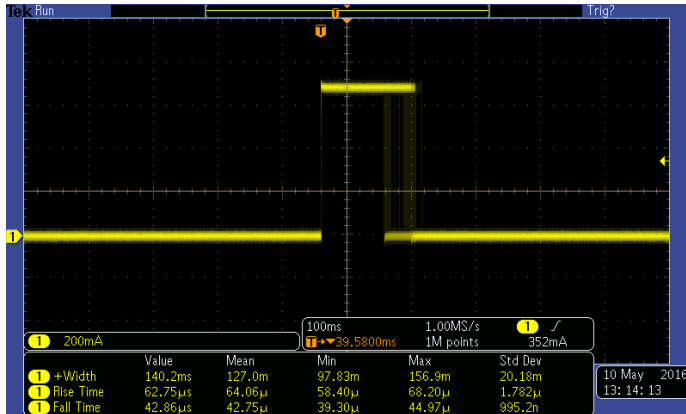 Tek Run Trig?
T
T
1
100ms 1.00MS/s 1
T→▼39.5800ms 1M points 352mA
1 200mA
Value Mean Min Max Std Dev
1 +Width 140.2ms 127.0m 97.83m 156.9m 20.18m
1 Rise Time 62.75µs 64.06µ 58.40µ 68.20µ 1.782µ
1 Fall Time 42.86µs 42.75µ 39.30µ 44.97µ 995.2n
10 May 2016
13:14:13